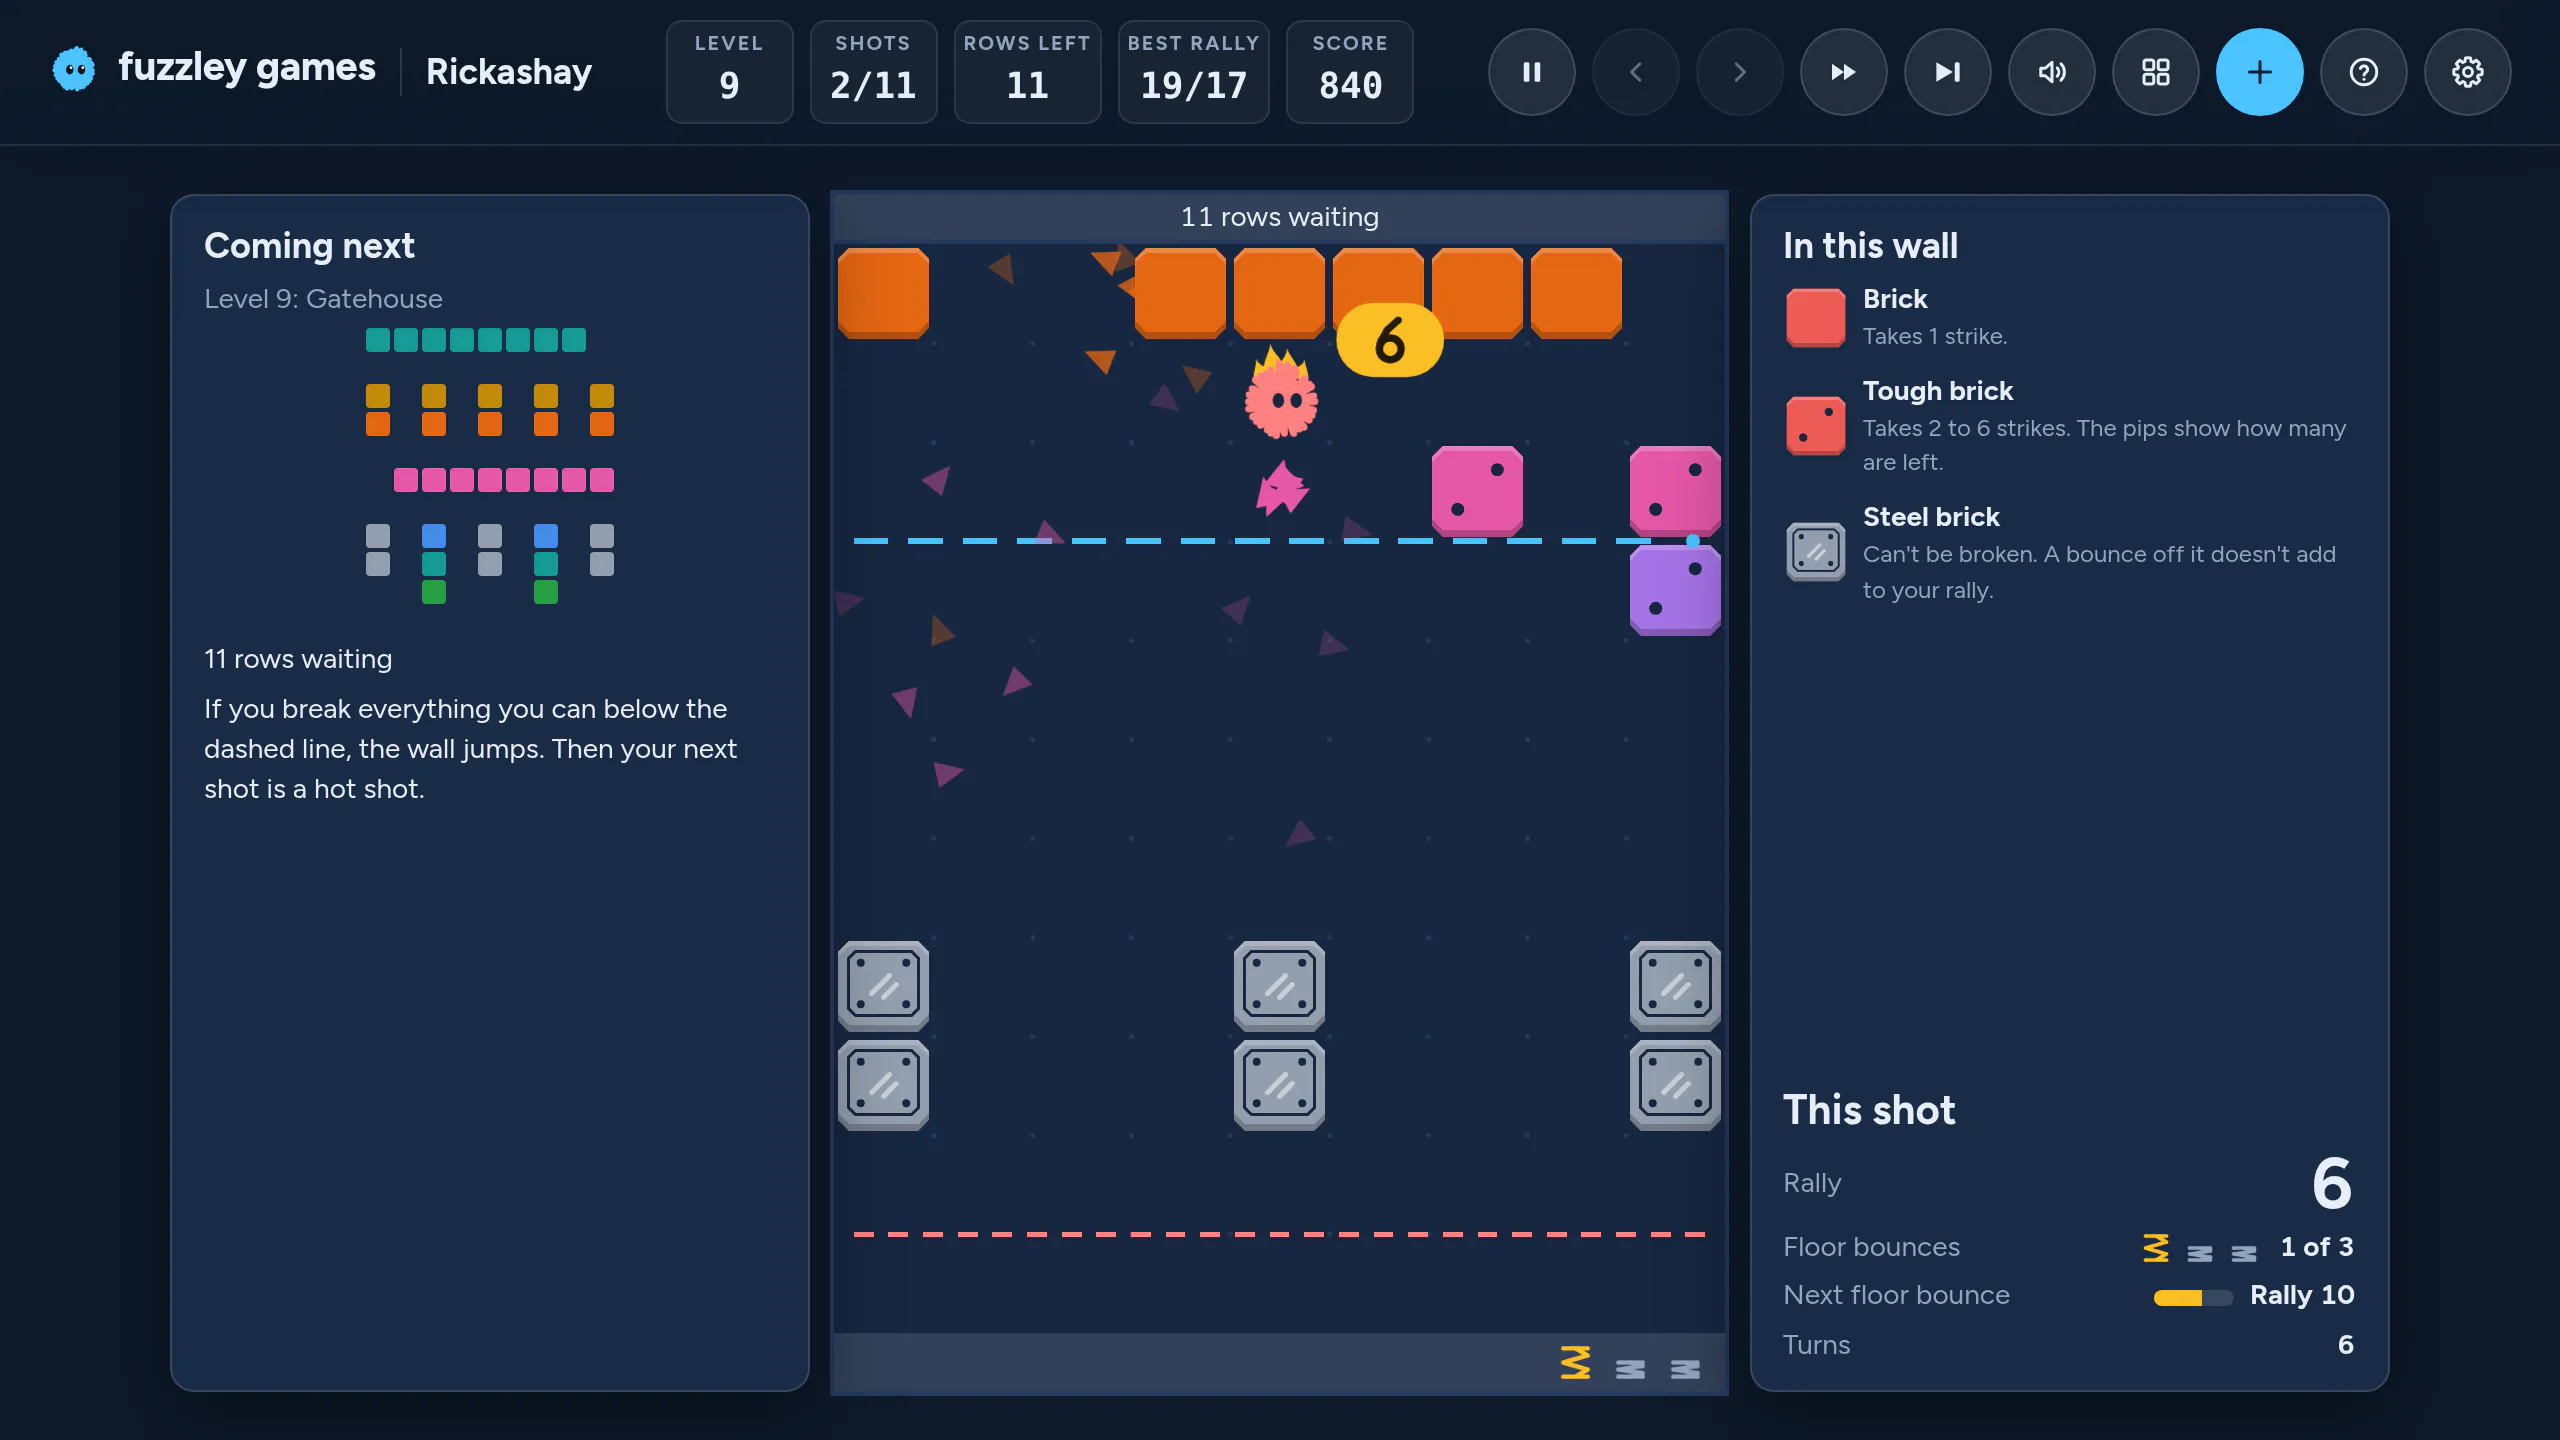 fuzzley games
Rickashay
LEVEL
9
SHOTS
2/11
ROWS LEFT
11
BEST RALLY
19/17
SCORE
840
Coming next
Level 9: Gatehouse
11 rows waiting
If you break everything you can below the
dashed line, the wall jumps. Then your next
shot is a hot shot.
11 rows waiting
6
In this wall
Brick
Takes 1 strike.
Tough brick
Takes 2 to 6 strikes. The pips show how many
are left.
Steel brick
Can't be broken. A bounce off it doesn't add
to your rally.
This shot
Rally
6
Floor bounces
1 of 3
Next floor bounce
Rally 10
Turns
6